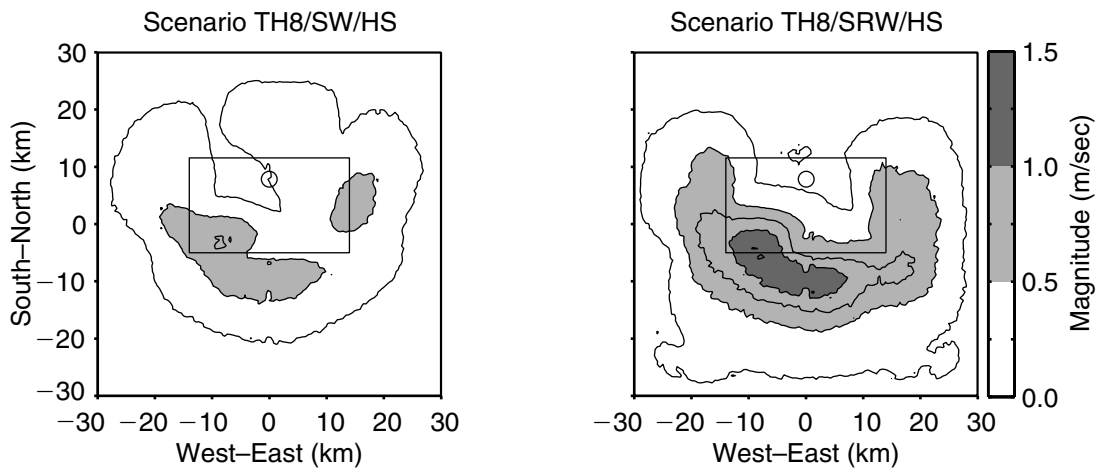 Scenario TH8/SW/HS
Scenario TH8/SRW/HS
30
20
10
0
−10
−20
−30
South–North (km)
−30 −20 −10 0 10 20 30
West–East (km)
−30 −20 −10 0 10 20 30
West–East (km)
1.5
1.0
0.5
0.0
Magnitude (m/sec)